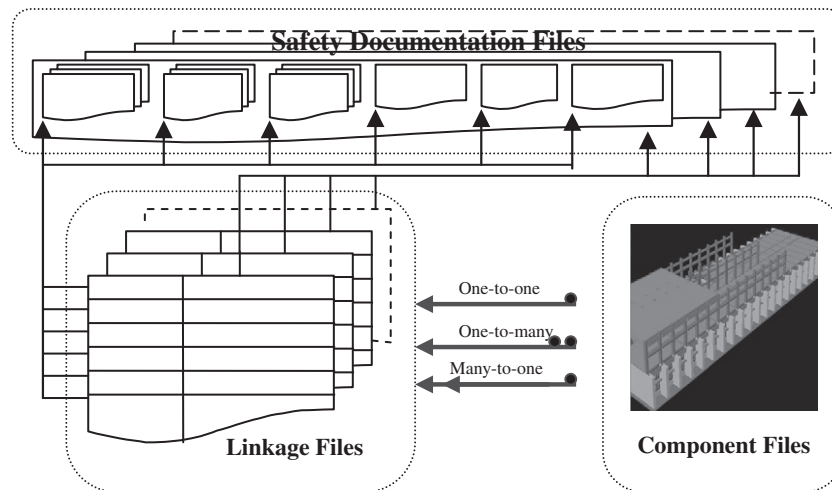 Safety Documentation Files
One-to-one
One-to-many
Many-to-one
Linkage Files
Component Files